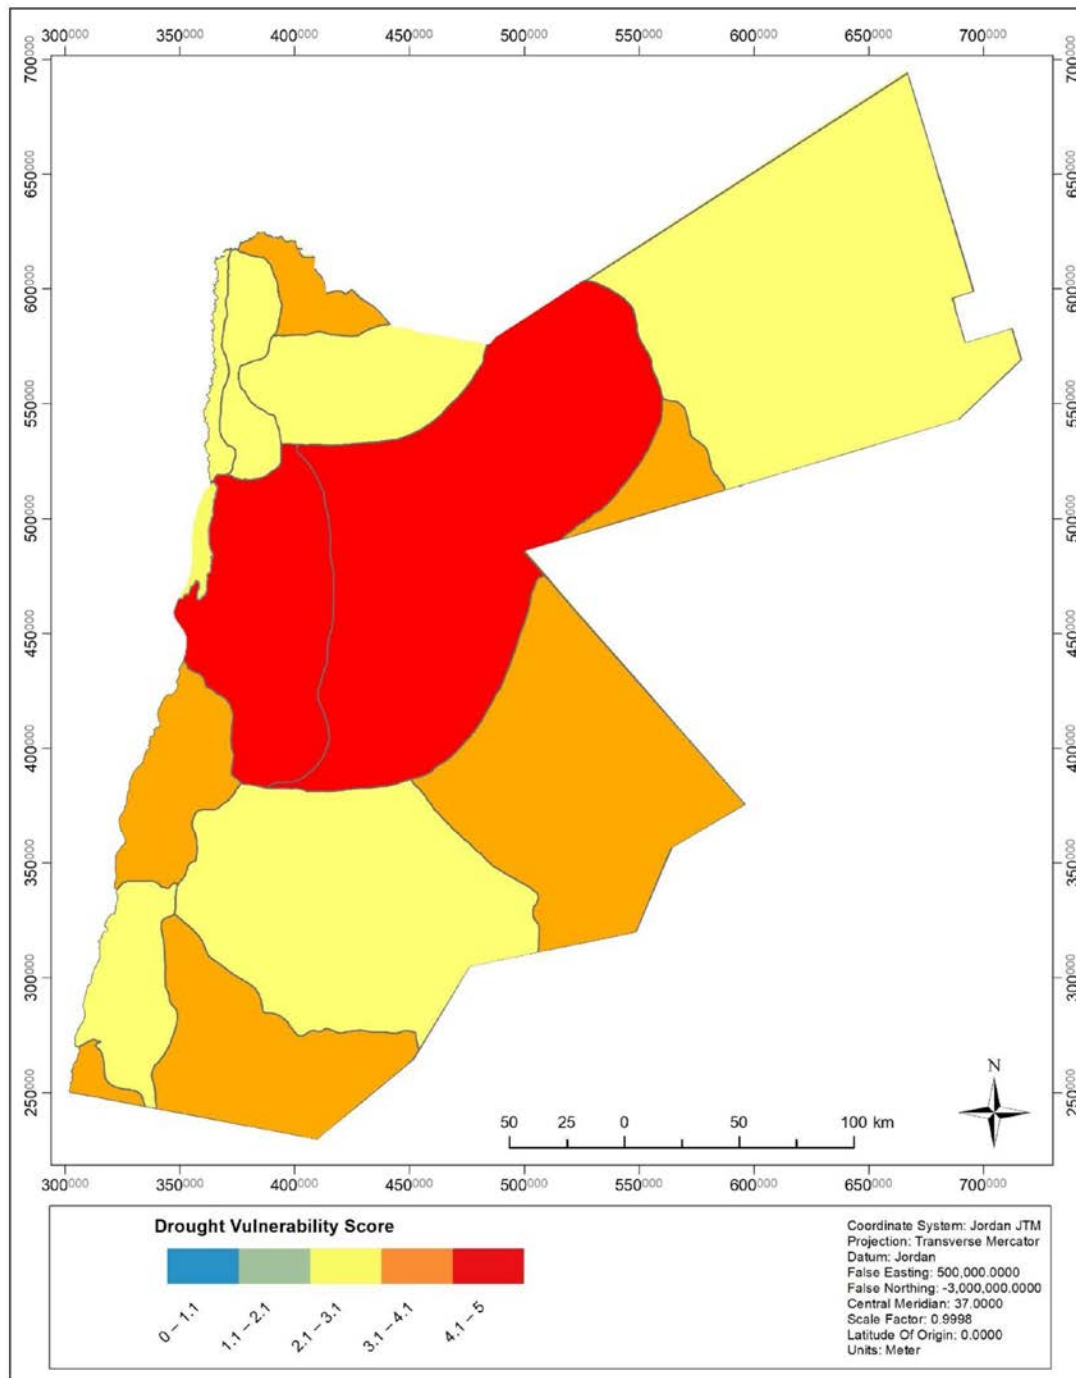 300000 350000 400000 450000 500000 550000 600000 650000 700000
700000 700000
650000 650000
600000 600000
550000 550000
500000 500000
450000 450000
400000 400000
350000 350000
300000 300000
250000 250000
N
50 25 0 50 100 km
300000 350000 400000 450000 500000 550000 600000 650000 700000
Drought Vulnerability Score
0 – 1.1
1.1 – 2.1
2.1 – 3.1
3.1 – 4.1
4.1 – 5
Coordinate System: Jordan JTM
Projection: Transverse Mercator
Datum: Jordan
False Easting: 500,000.0000
False Northing: -3,000,000.0000
Central Meridian: 37.0000
Scale Factor: 0.9998
Latitude Of Origin: 0.0000
Units: Meter